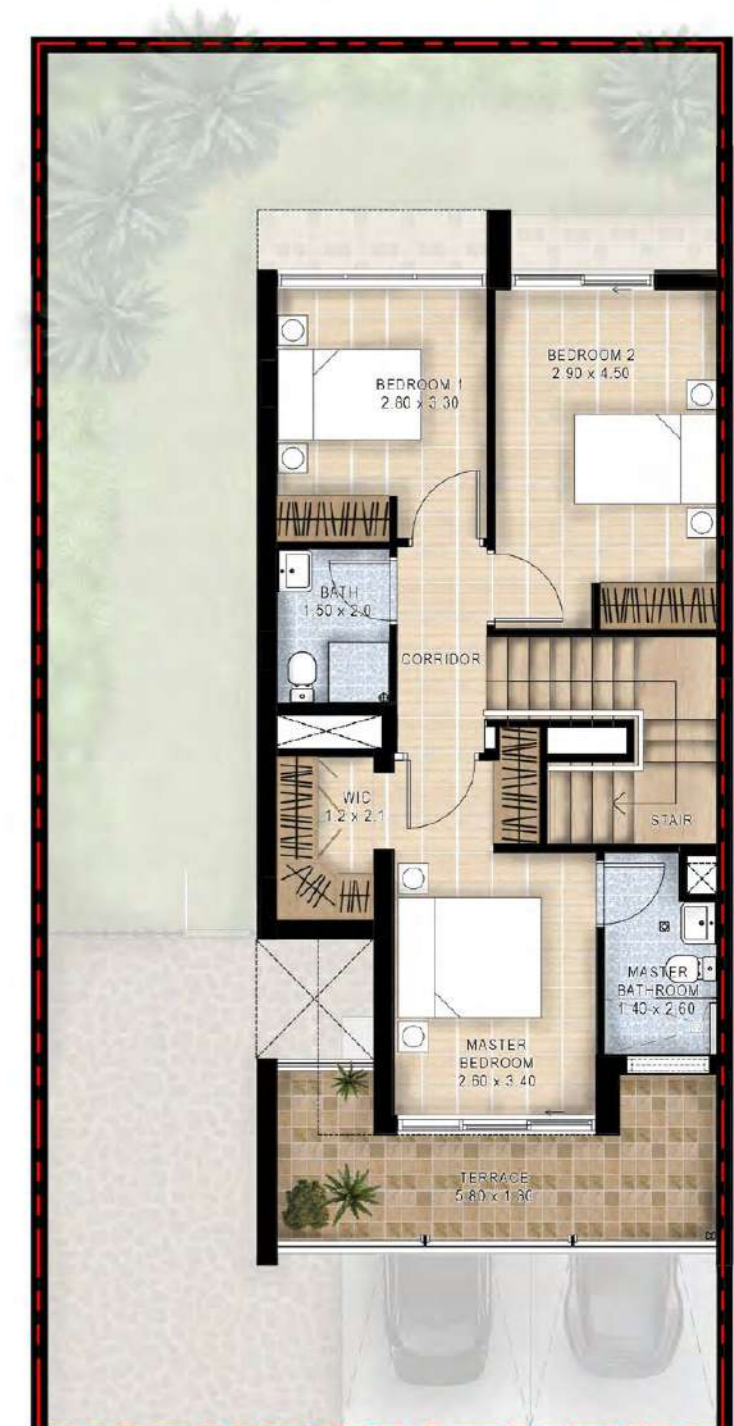 BEDROOM 1
2.80 x 3.30
BEDROOM 2
2.90 x 4.50
BATH
1.50 x 2.0
CORRIDOR
WIC
1.2 x 2.1
STAIR
MASTER
BATHROOM
1.40 x 2.60
MASTER
BEDROOM
2.60 x 3.40
TERRACE
5.80 x